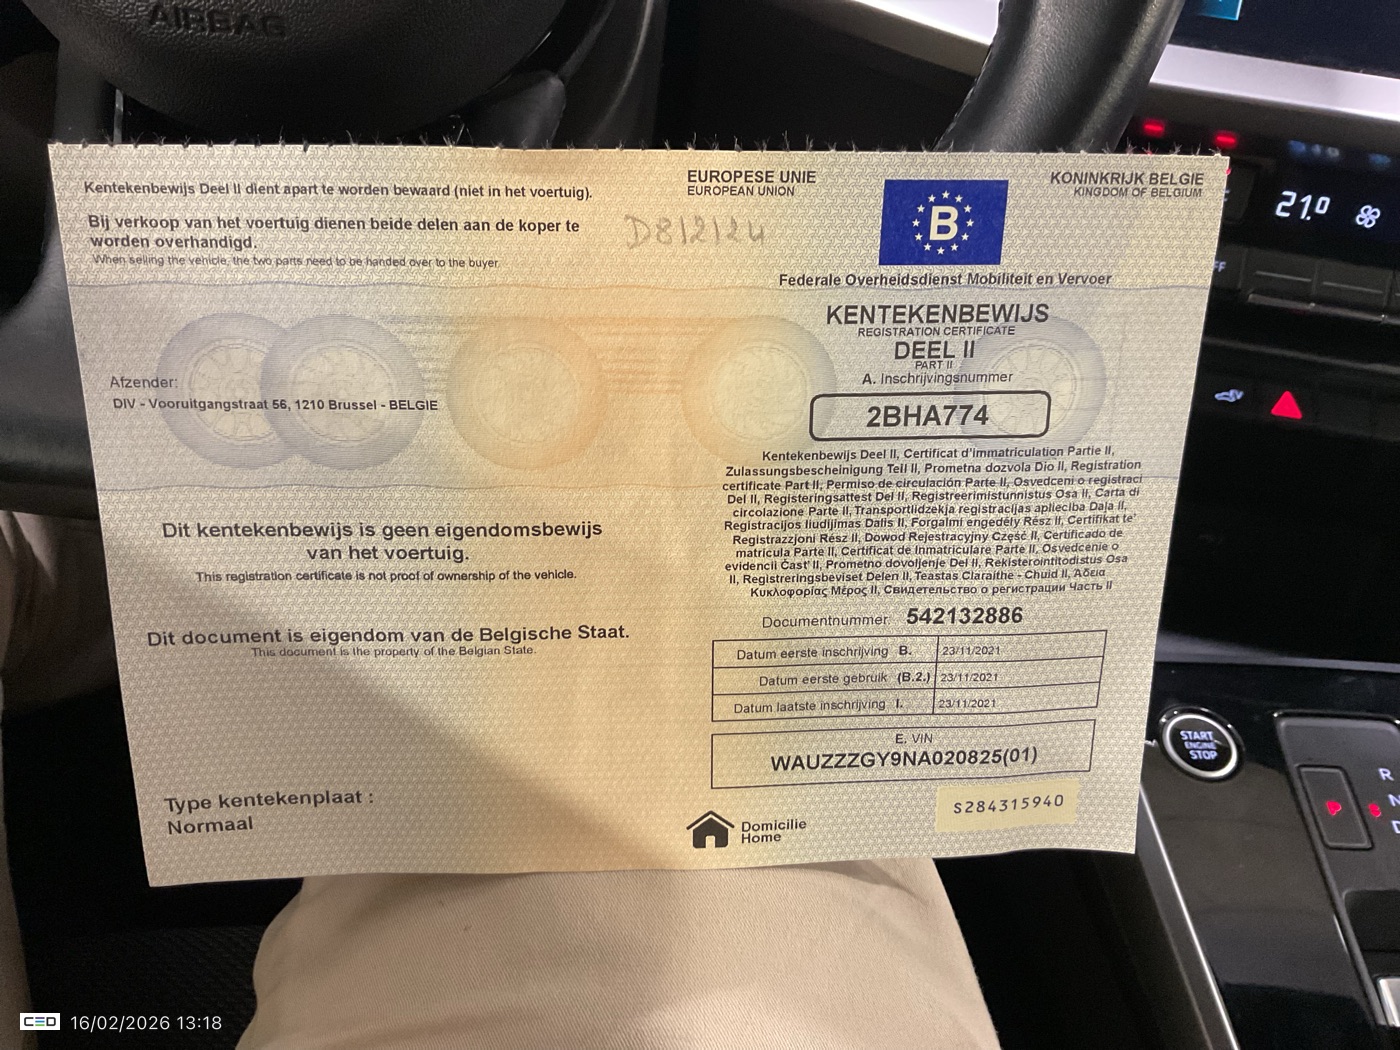 AIRBAG
Kentekenbewijs Deel II dient apart te worden bewaard (niet in het voertuig).
Bij verkoop van het voertuig dienen beide delen aan de koper te
worden overhandigd.
When selling the vehicle, the two parts need to be handed over to the buyer.
D812124
Afzender:
DIV - Vooruitgangstraat 56, 1210 Brussel - BELGIE
Dit kentekenbewijs is geen eigendomsbewijs
van het voertuig.
This registration certificate is not proof of ownership of the vehicle.
Dit document is eigendom van de Belgische Staat.
This document is the property of the Belgian State.
Type kentekenplaat :
Normaal
EUROPESE UNIE
EUROPEAN UNION
B
KONINKRIJK BELGIE
KINGDOM OF BELGIUM
Federale Overheidsdienst Mobiliteit en Vervoer
KENTEKENBEWIJS
REGISTRATION CERTIFICATE
DEEL II
PART II
A. Inschrijvingsnummer
2BHA774
Kentekenbewijs Deel II, Certificat d'immatriculation Partie II,
Zulassungsbescheinigung Teil II, Prometna dozvola Dio II, Registration
certificate Part II, Permiso de circulación Parte II, Osvedceni o registraci
Del II, Registeringsattest Del II, Registreerimistunnistus Osa II, Carta di
circolazione Parte II, Transportlidzekja registracijas aplieciba Daļa II,
Registracijos liudijimas Dalis II, Forgalmi engedély Rész II, Certifikat ta'
Registrazzjoni Rész II, Dowod Rejestracyjny Część II, Certificado de
matricula Parte II, Certificat de Inmatriculare Parte II, Osvedcenie o
evidencii Cast' II, Prometno dovoljenje Del II, Rekisterointitodistus Osa
II, Registreringsbeviset Delen II, Teastas Claraithe - Chuid II, Άδεια
Κυκλοφορίας Μέρος II, Свидетельство о регистрации Часть II
Documentnummer 542132886
Datum eerste inschrijving B. 23/11/2021
Datum eerste gebruik (B.2.) 23/11/2021
Datum laatste inschrijving I. 23/11/2021
E. VIN
WAUZZZGY9NA020825(01)
Domicilie
Home
S284315940
21.0
START
ENGINE
STOP
R
N
D
CED 16/02/2026 13:18